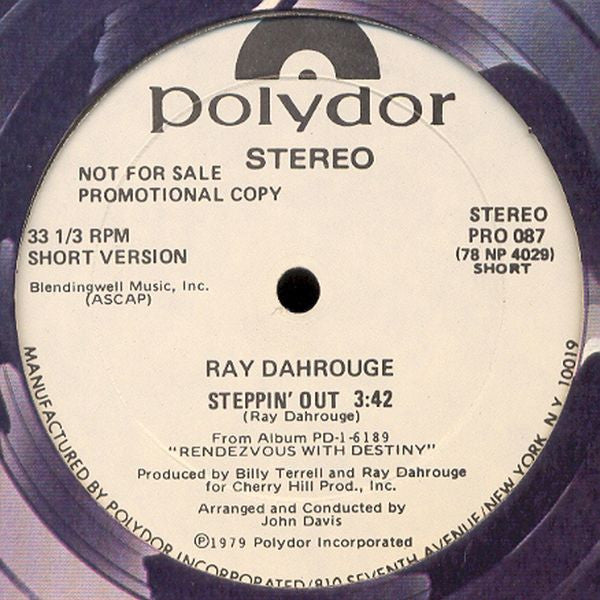 polydor
STEREO
NOT FOR SALE
PROMOTIONAL COPY
33 1/3 RPM
SHORT VERSION
Blendingwell Music, Inc.
(ASCAP)
STEREO
PRO 087
(78 NP 4029)
SHORT
RAY DAHROUGE
STEPPIN' OUT 3:42
(Ray Dahrouge)
From Album PD-1-6189
"RENDEZVOUS WITH DESTINY"
Produced by Billy Terrell and Ray Dahrouge
for Cherry Hill Prod., Inc.
Arranged and Conducted by
John Davis
Ⓟ1979 Polydor Incorporated
MANUFACTURED BY POLYDOR INCORPORATED/810 SEVENTH AVENUE/NEW YORK, N.Y. 10019